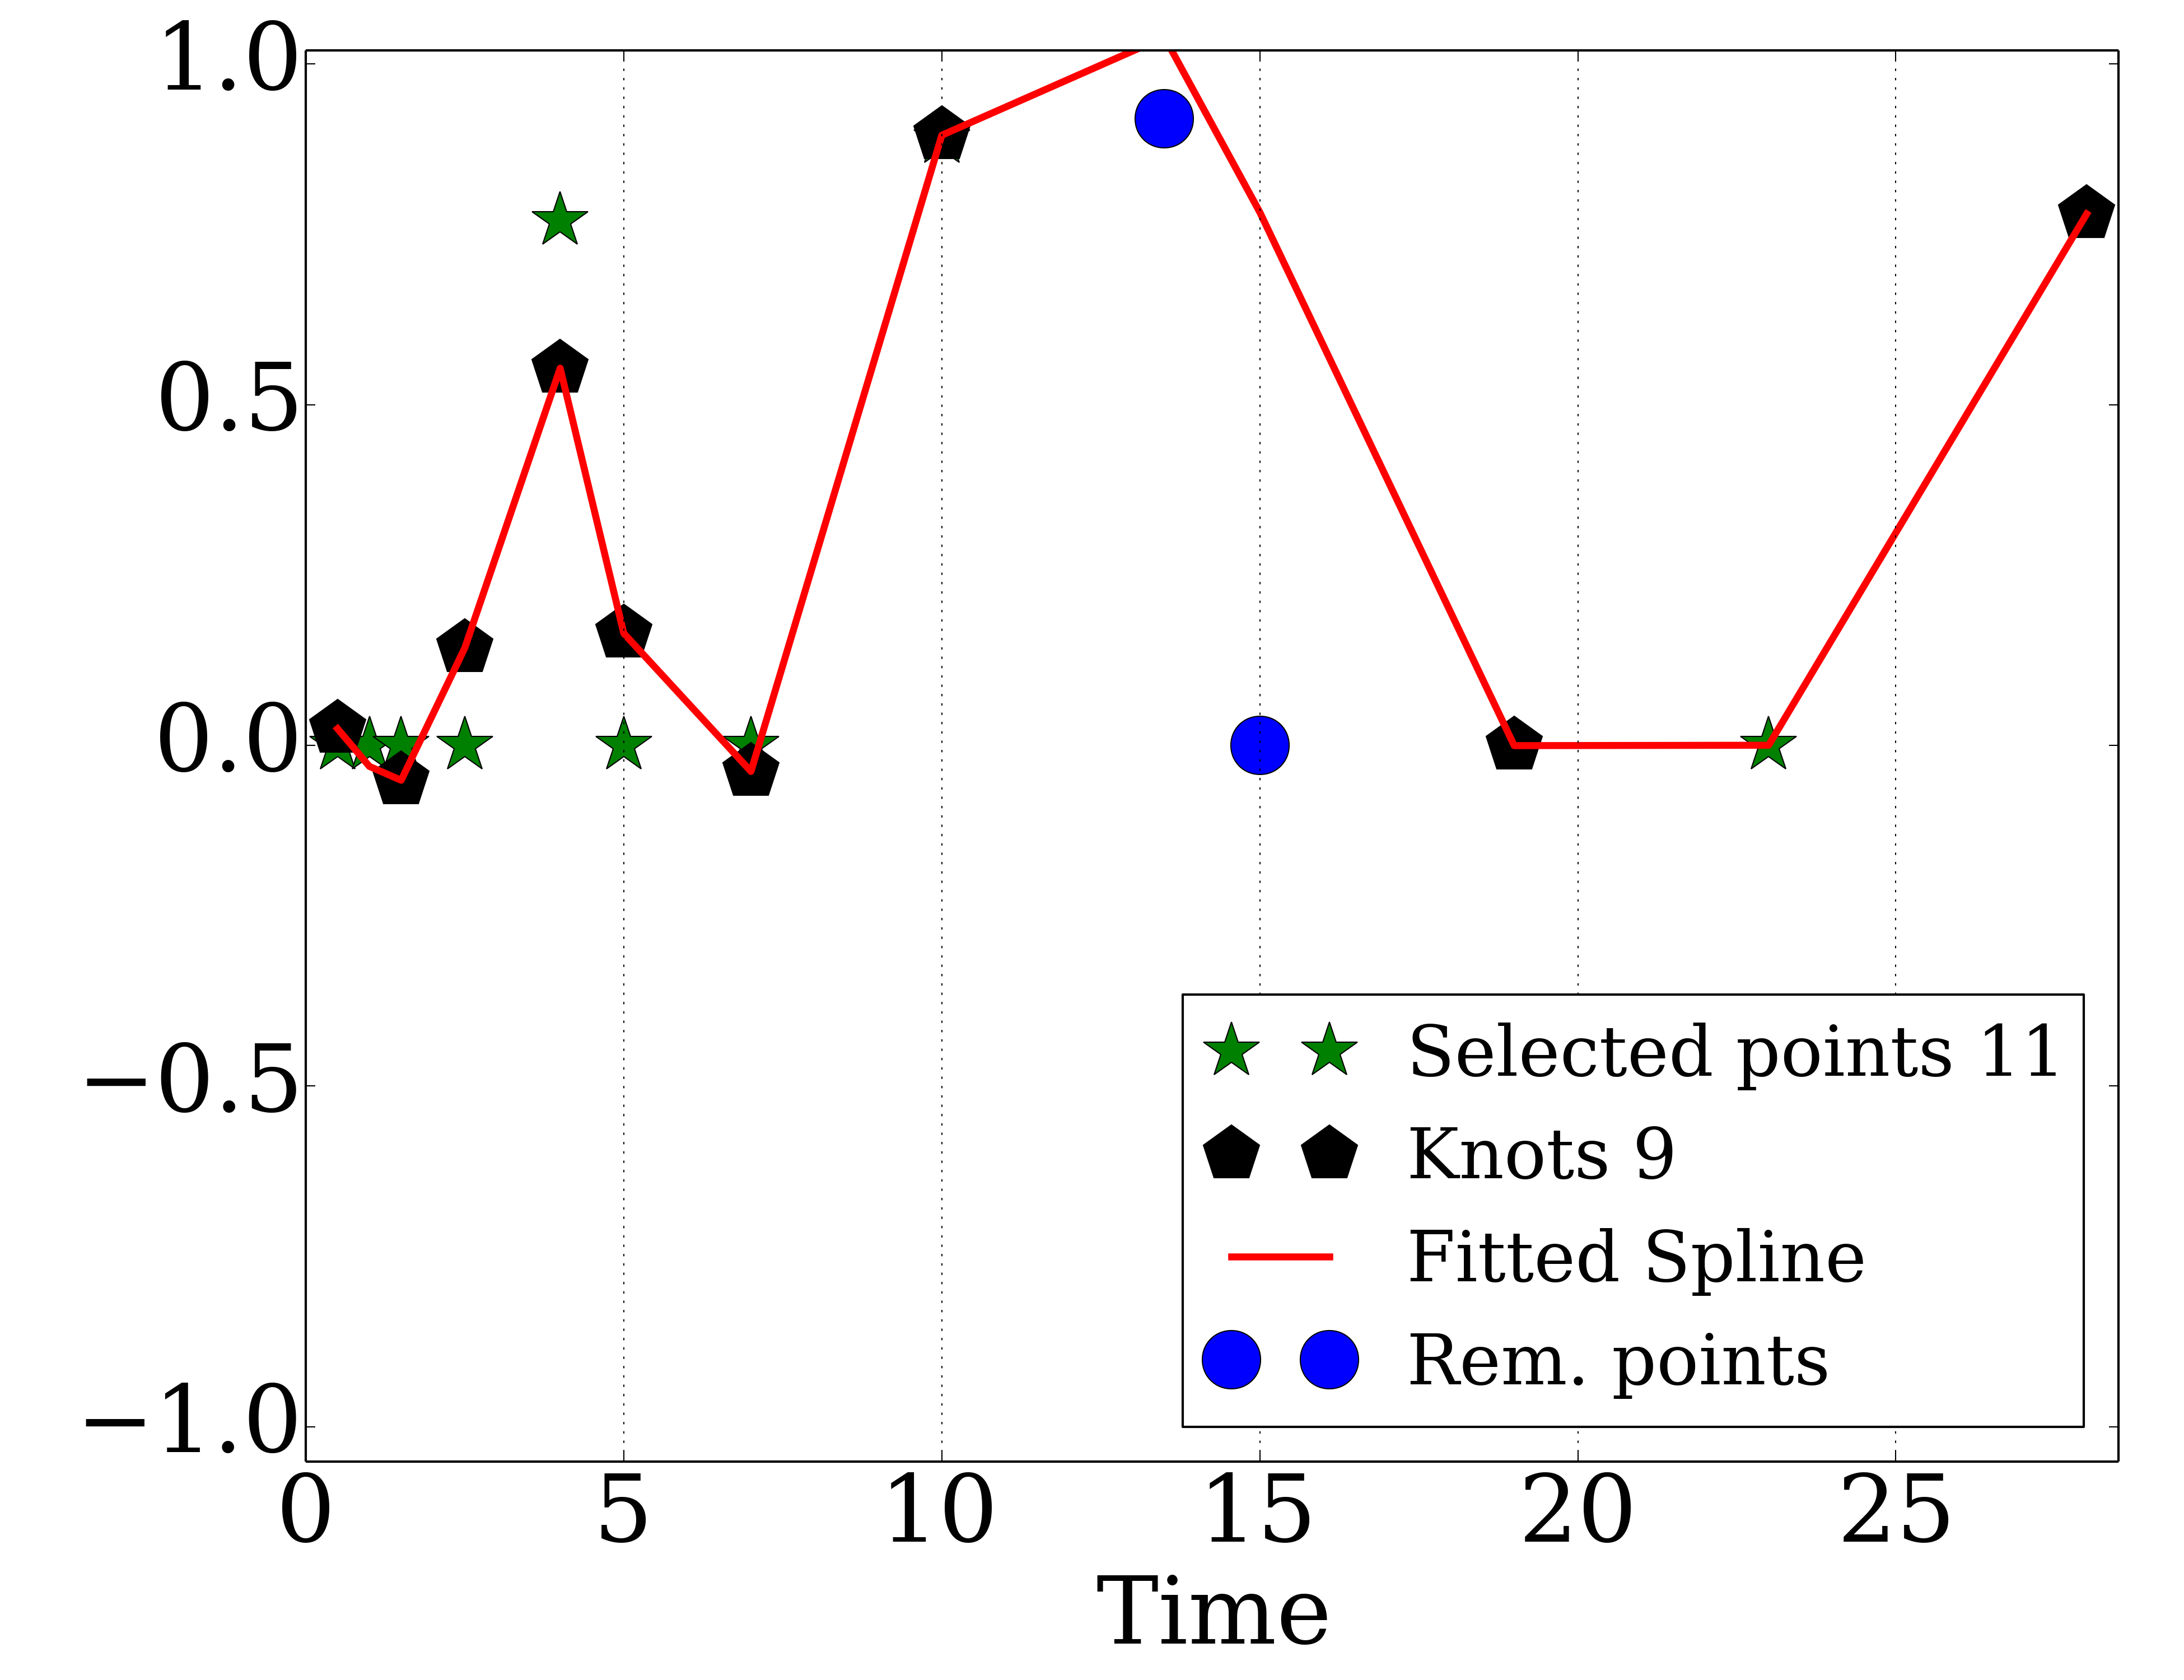 1.0
0.5
0.0
−0.5
−1.0
0 5 10 15 20 25
Time
Selected points 11
Knots 9
Fitted Spline
Rem. points